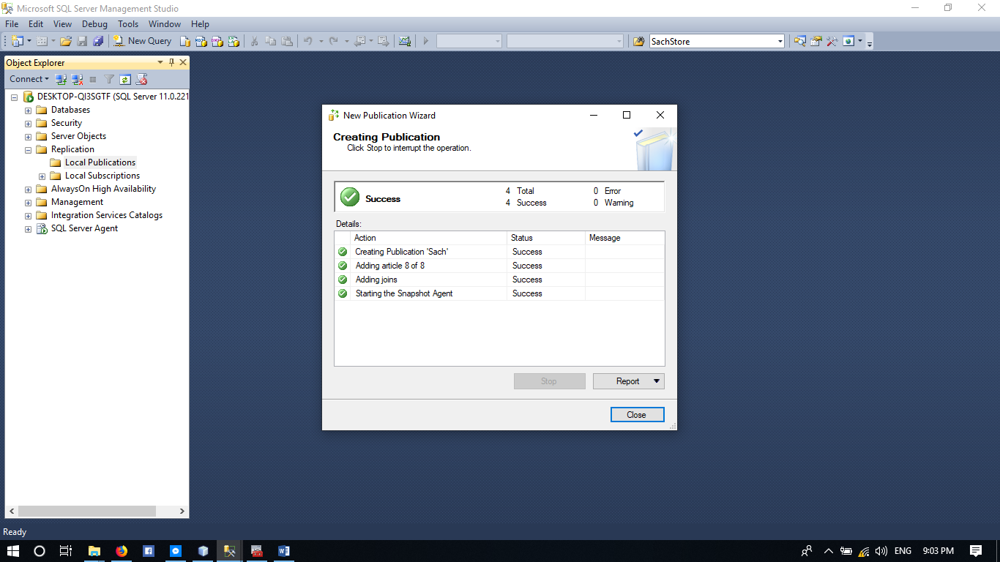 Microsoft SQL Server Management Studio
File Edit View Debug Tools Window Help
New Query SachStore
Object Explorer
Connect
DESKTOP-QI3SGTF (SQL Server 11.0.221
Databases
Security
Server Objects
Replication
Local Publications
Local Subscriptions
AlwaysOn High Availability
Management
Integration Services Catalogs
SQL Server Agent
New Publication Wizard
Creating Publication
Click Stop to interrupt the operation.
Success
4 Total 0 Error
4 Success 0 Warning
Details:
Action Status Message
Creating Publication 'Sach' Success
Adding article 8 of 8 Success
Adding joins Success
Starting the Snapshot Agent Success
Stop Report
Close
Ready
ENG 9:03 PM